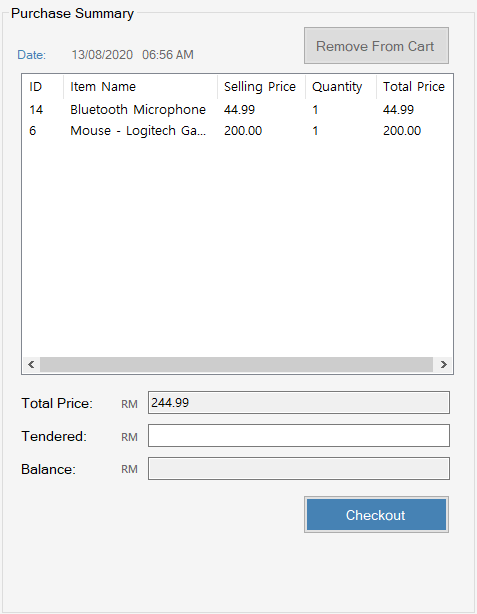 Purchase Summary
Date: 13/08/2020 06:56 AM
Remove From Cart
ID Item Name Selling Price Quantity Total Price
14 Bluetooth Microphone 44.99 1 44.99
6 Mouse - Logitech Ga... 200.00 1 200.00
Total Price: RM 244.99
Tendered: RM
Balance: RM
Checkout